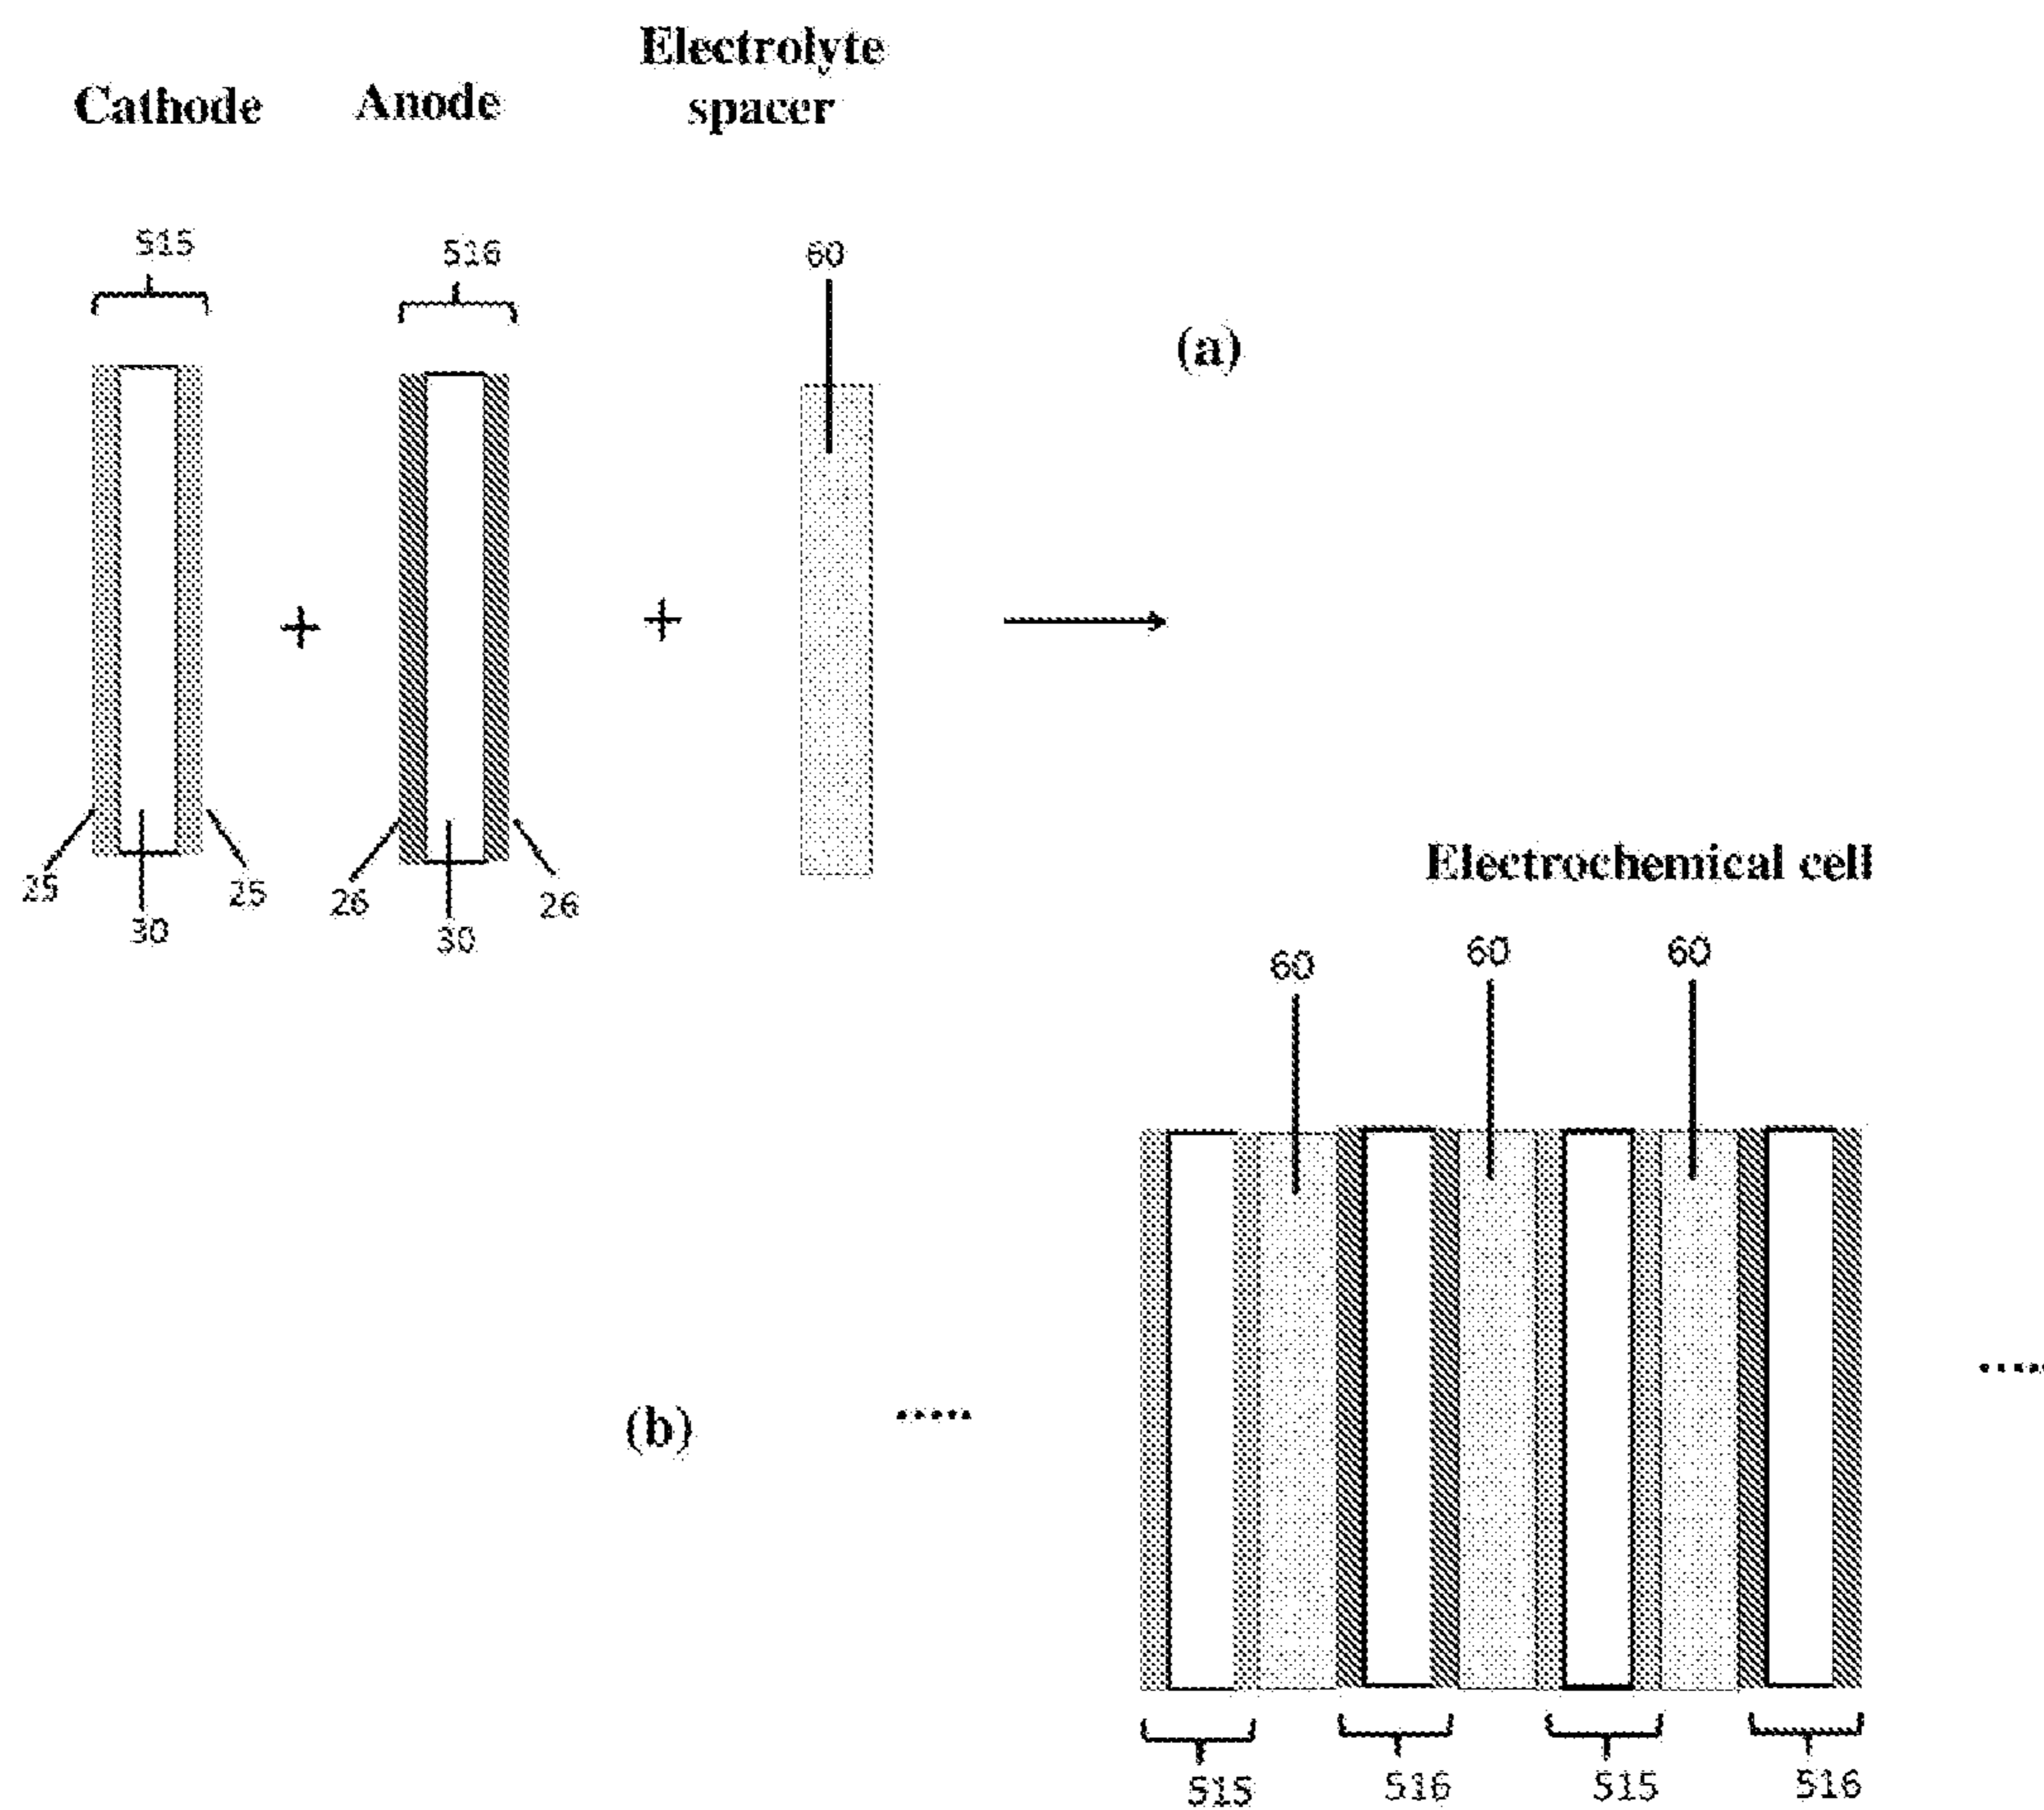 Cathode
Anode
Electrolyte
spacer
515
516
60
(a)
+
+
25
30
25
26
30
26
Electrochemical cell
60
60
60
(b)
.....
.....
515
516
515
516